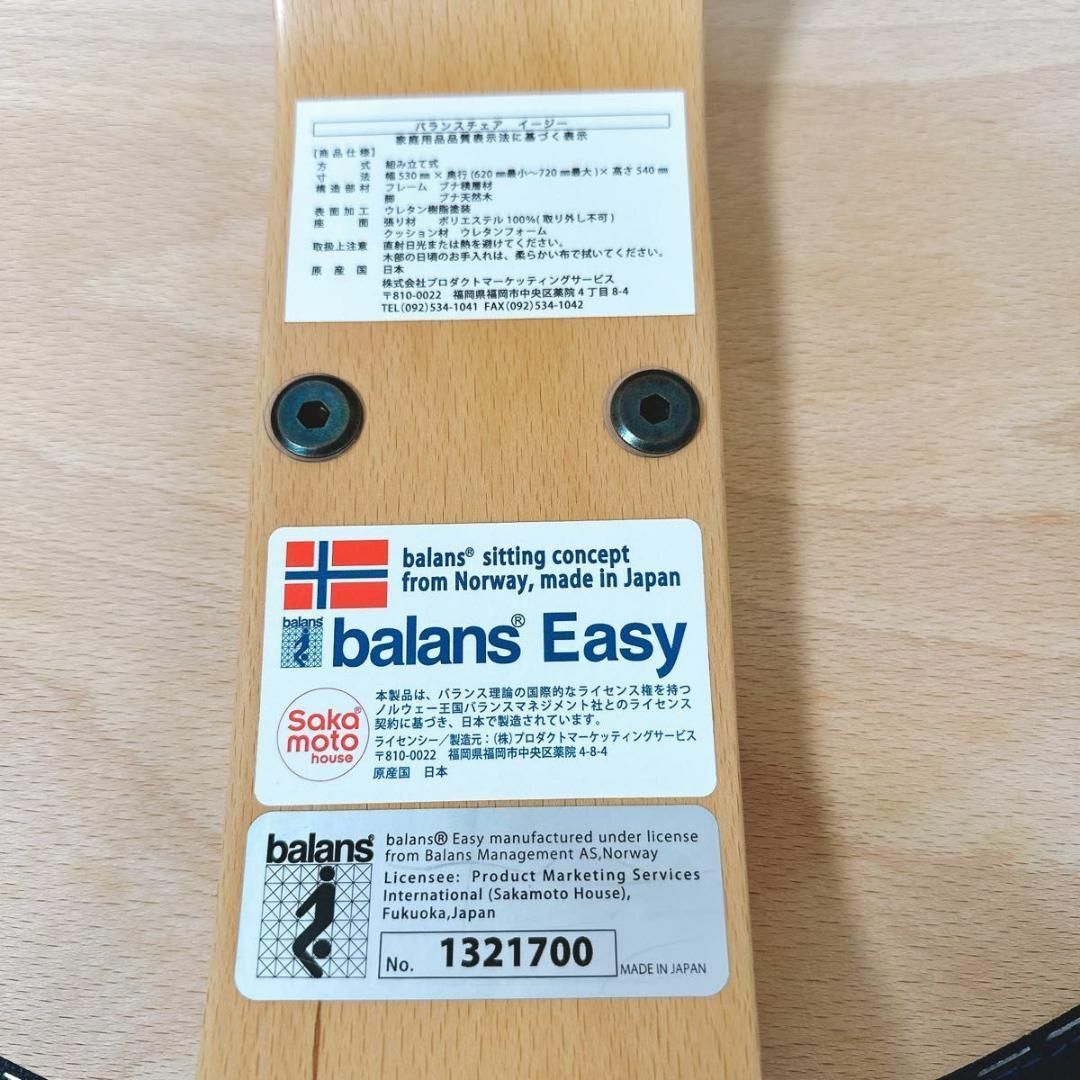 バランスチェア　イージー
家庭用品品質表示法に基づく表示
【商品仕様】
方　　式　組み立て式
寸　　法　幅 530 ㎜ × 奥行 (620 ㎜最小～720 ㎜最大 )× 高さ 540 ㎜
構造部材　フレーム　ブナ積層材
脚　　　　ブナ天然木
表面加工　ウレタン樹脂塗装
座　　面　張り材　ポリエステル 100%( 取り外し不可 )
クッション材　ウレタンフォーム
取扱上注意　直射日光または熱を避けてください。
木部の日頃のお手入れは、柔らかい布で拭いてください。
原　産　国　日本
株式会社プロダクトマーケッティングサービス
〒810-0022　福岡県福岡市中央区薬院 4 丁目 8-4
TEL(092)534-1041 FAX(092)534-1042
balans® sitting concept
from Norway, made in Japan
balans®
balans® Easy
Saka®
moto
house
本製品は、バランス理論の国際的なライセンス権を持つ
ノルウェー王国バランスマネジメント社とのライセンス
契約に基づき、日本で製造されています。
ライセンシー／製造元：(株)プロダクトマーケッティングサービス
〒810-0022　福岡県福岡市中央区薬院 4-8-4
原産国　日本
balans®
balans® Easy manufactured under license
from Balans Management AS,Norway
Licensee: Product Marketing Services
International (Sakamoto House),
Fukuoka,Japan
No. 1321700
MADE IN JAPAN